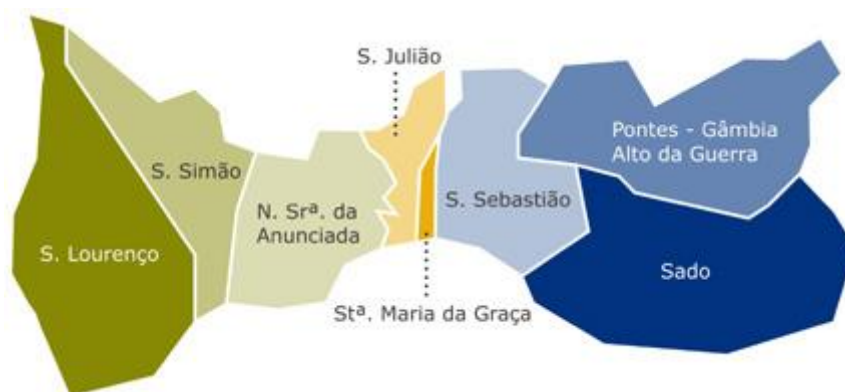 S. Julião
Pontes - Gâmbia
Alto da Guerra
S. Simão
S. Sebastião
N. Srª. da
Anunciada
S. Lourenço
Sado
Stª. Maria da Graça